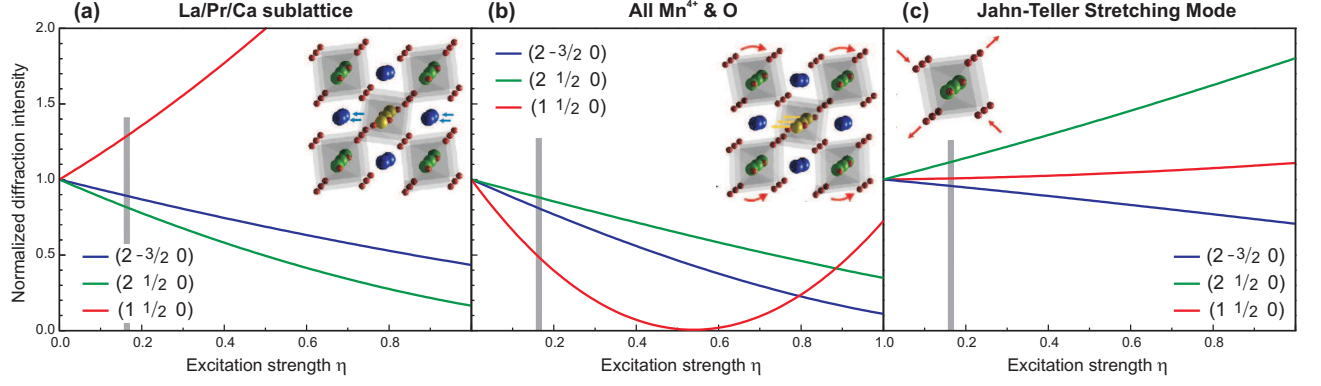 (a) La/Pr/Ca sublattice
(b) All Mn⁴⁺ & O
(c) Jahn-Teller Stretching Mode
Normalized diffraction intensity
2.0
1.5
1.0
0.5
0.0
(2 -3/2 0)
(2 1/2 0)
(1 1/2 0)
0.0 0.2 0.4 0.6 0.8
Excitation strength η
(2 -3/2 0)
(2 1/2 0)
(1 1/2 0)
0.2 0.4 0.6 0.8 1.0
Excitation strength η
(2 -3/2 0)
(2 1/2 0)
(1 1/2 0)
0.2 0.4 0.6 0.8
Excitation strength η